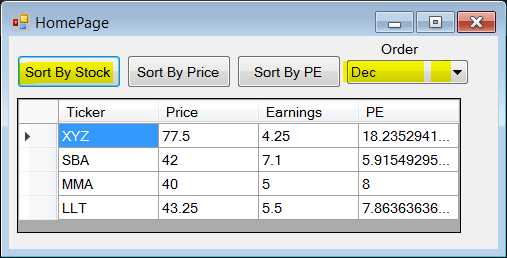 HomePage
Order
Sort By Stock Sort By Price Sort By PE Dec
Ticker Price Earnings PE
XYZ 77.5 4.25 18.2352941...
SBA 42 7.1 5.91549295...
MMA 40 5 8
LLT 43.25 5.5 7.86363636...